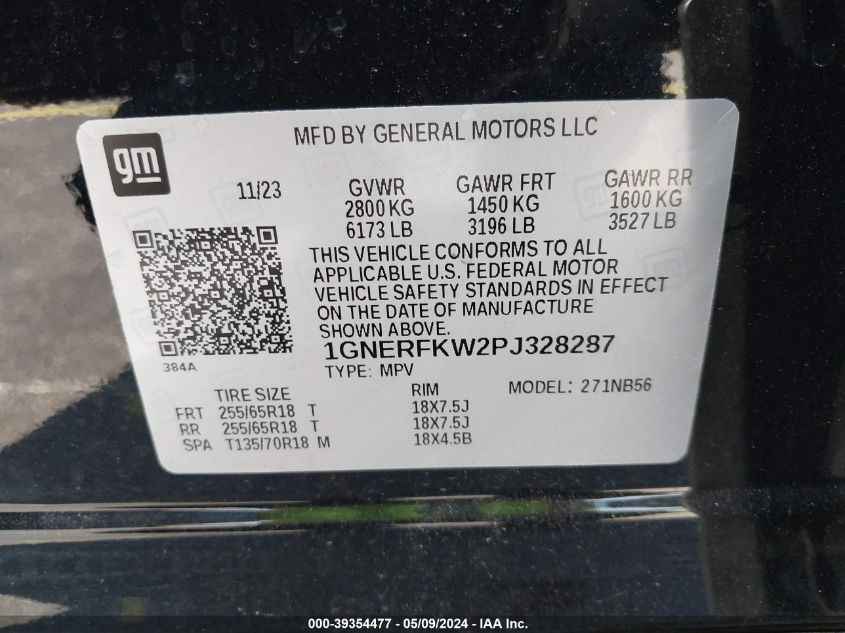 gm
MFD BY GENERAL MOTORS LLC
11/23 GVWR GAWR FRT GAWR RR
2800 KG 1450 KG 1600 KG
6173 LB 3196 LB 3527 LB
THIS VEHICLE CONFORMS TO ALL
APPLICABLE U.S. FEDERAL MOTOR
VEHICLE SAFETY STANDARDS IN EFFECT
ON THE DATE OF MANUFACTURE
SHOWN ABOVE.
384A
1GNERFKW2PJ328287
TYPE: MPV
TIRE SIZE RIM MODEL: 271NB56
FRT 255/65R18 T 18X7.5J
RR 255/65R18 T 18X7.5J
SPA T135/70R18 M 18X4.5B
000-39354477 - 05/09/2024 - IAA Inc.